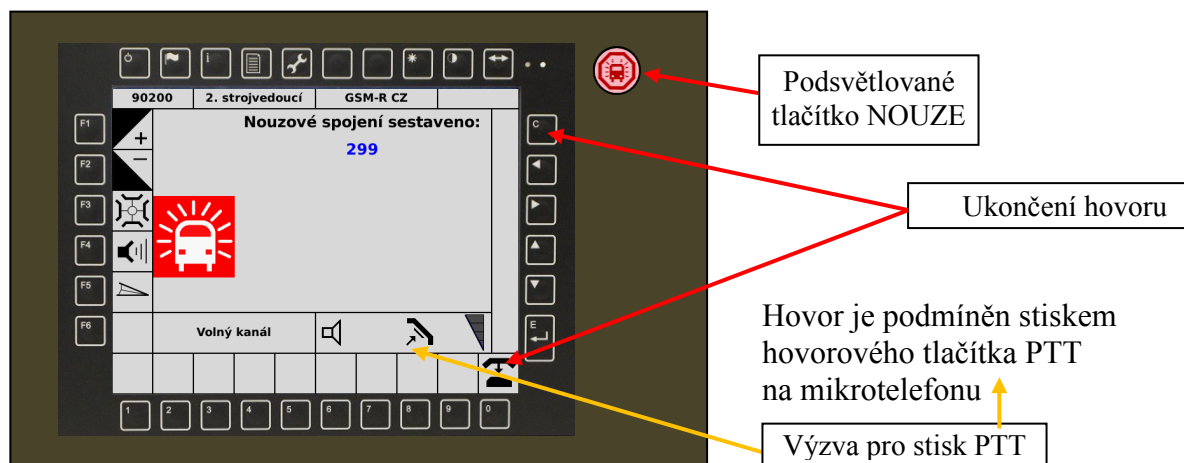 i
90200 2. strojvedoucí GSM-R CZ
Nouzové spojení sestaveno:
299
F1
+
F2
−
F3
F4
F5
F6
C
E
Volný kanál
1 2 3 4 5 6 7 8 9 0
Podsvětlované
tlačítko NOUZE
Ukončení hovoru
Hovor je podmíněn stiskem
hovorového tlačítka PTT
na mikrotelefonu
Výzva pro stisk PTT